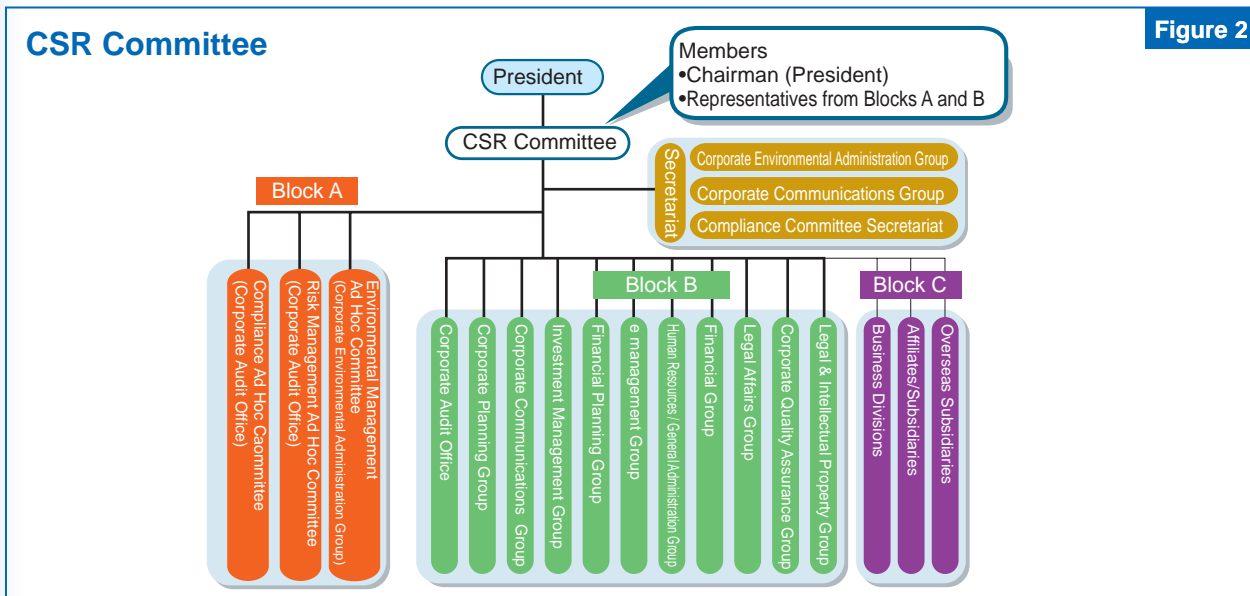 Figure 2
CSR Committee
President
Members
•Chairman (President)
•Representatives from Blocks A and B
CSR Committee
Secretariat
Corporate Environmental Administration Group
Corporate Communications Group
Compliance Committee Secretariat
Block A
Compliance Ad Hoc Caommittee
(Corporate Audit Office)
Risk Management Ad Hoc Committee
(Corporate Audit Office)
Environmental Management
Ad Hoc Committee
(Corporate Environmental Administration Group)
Block B
Corporate Audit Office
Corporate Planning Group
Corporate Communications Group
Investment Management Group
Financial Planning Group
e management Group
Human Resources / General Administration Group
Financial Group
Legal Affairs Group
Corporate Quality Assurance Group
Legal & Intellectual Property Group
Block C
Business Divisions
Affiliates/Subsidiaries
Overseas Subsidiaries